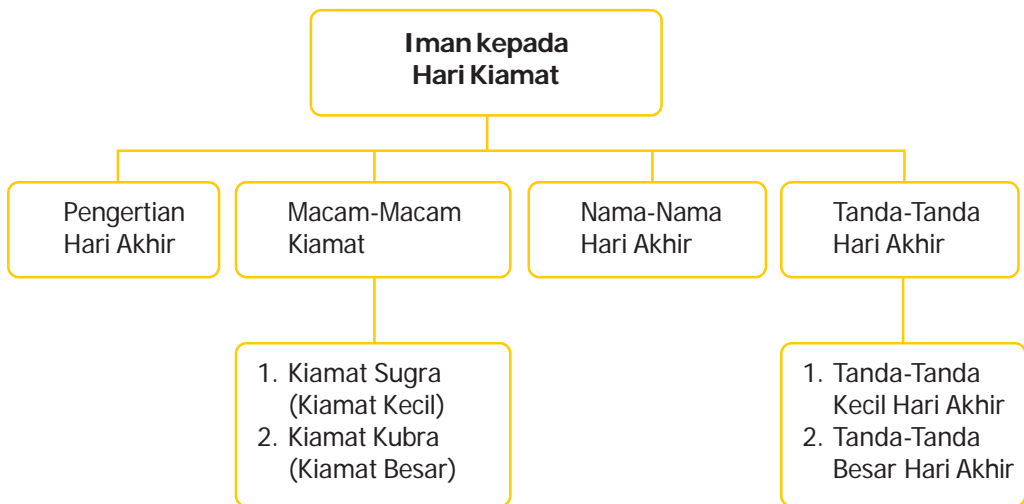 Iman kepada
Hari Kiamat
Pengertian
Hari Akhir
Macam-Macam
Kiamat
Nama-Nama
Hari Akhir
Tanda-Tanda
Hari Akhir
1. Kiamat Sugra
(Kiamat Kecil)
2. Kiamat Kubra
(Kiamat Besar)
1. Tanda-Tanda
Kecil Hari Akhir
2. Tanda-Tanda
Besar Hari Akhir